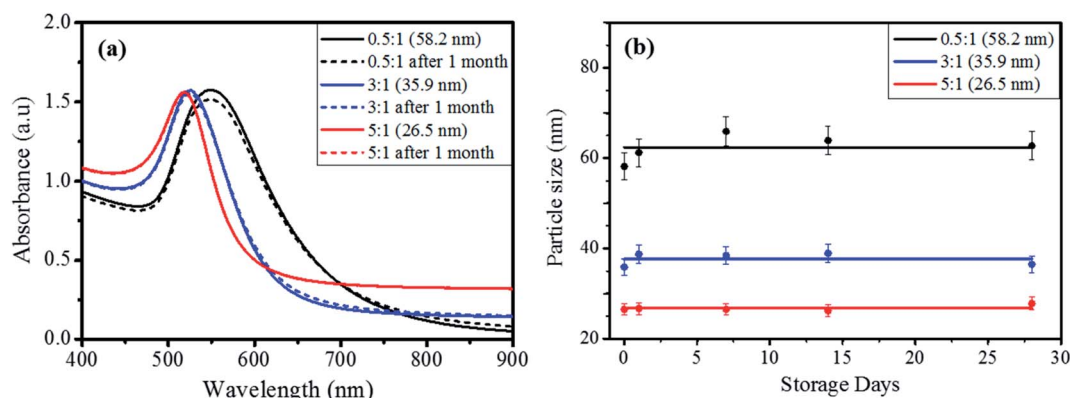 (a)
0.5:1 (58.2 nm)
0.5:1 after 1 month
3:1 (35.9 nm)
3:1 after 1 month
5:1 (26.5 nm)
5:1 after 1 month
Absorbance (a.u)
2.0
1.5
1.0
0.5
0.0
400 500 600 700 800 900
Wavelength (nm)
(b)
0.5:1 (58.2 nm)
3:1 (35.9 nm)
5:1 (26.5 nm)
Particle size (nm)
80
60
40
20
0 5 10 15 20 25 30
Storage Days